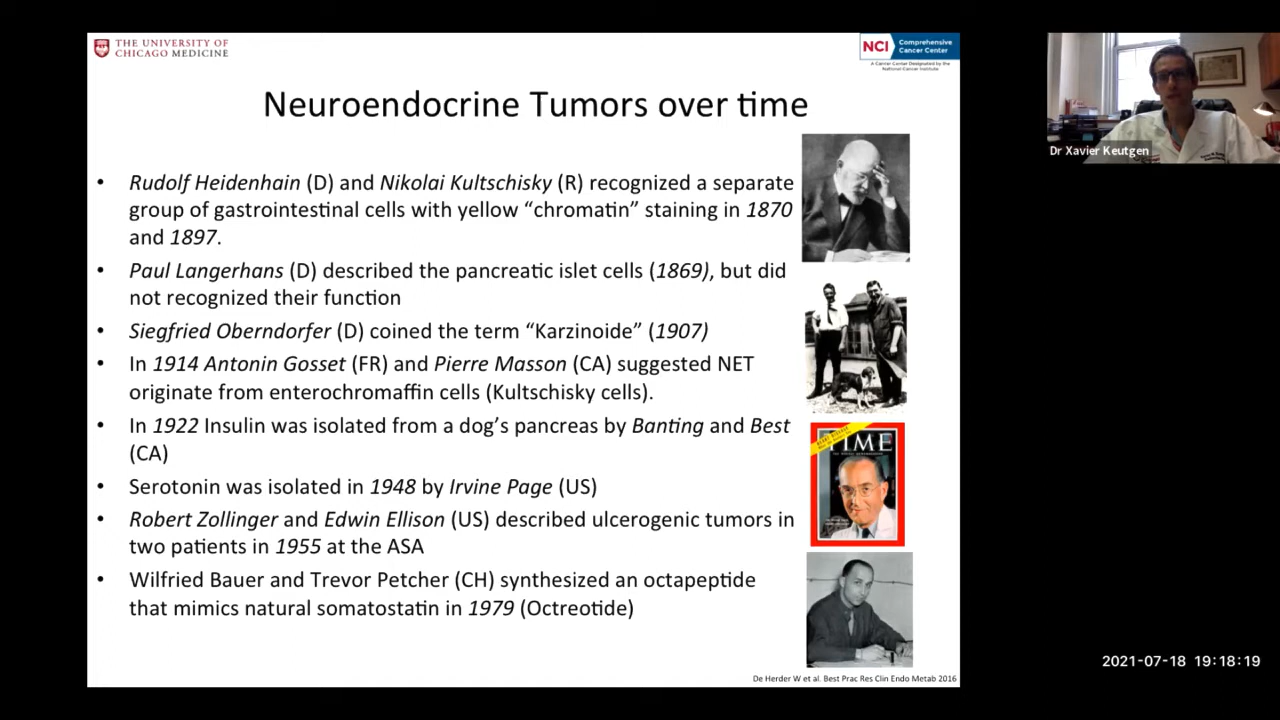 THE UNIVERSITY OF
CHICAGO MEDICINE
NCI
Comprehensive
Cancer Center
A Cancer Center Designated by the
National Cancer Institute
Neuroendocrine Tumors over time
• Rudolf Heidenhain (D) and Nikolai Kultschisky (R) recognized a separate
group of gastrointestinal cells with yellow “chromatin” staining in 1870
and 1897.
• Paul Langerhans (D) described the pancreatic islet cells (1869), but did
not recognized their function
• Siegfried Oberndorfer (D) coined the term “Karzinoide” (1907)
• In 1914 Antonin Gosset (FR) and Pierre Masson (CA) suggested NET
originate from enterochromaffin cells (Kultschisky cells).
• In 1922 Insulin was isolated from a dog’s pancreas by Banting and Best
(CA)
• Serotonin was isolated in 1948 by Irvine Page (US)
• Robert Zollinger and Edwin Ellison (US) described ulcerogenic tumors in
two patients in 1955 at the ASA
• Wilfried Bauer and Trevor Petcher (CH) synthesized an octapeptide
that mimics natural somatostatin in 1979 (Octreotide)
TIME
De Herder W et al. Best Prac Res Clin Endo Metab 2016
Dr Xavier Keutgen
2021-07-18 19:18:19